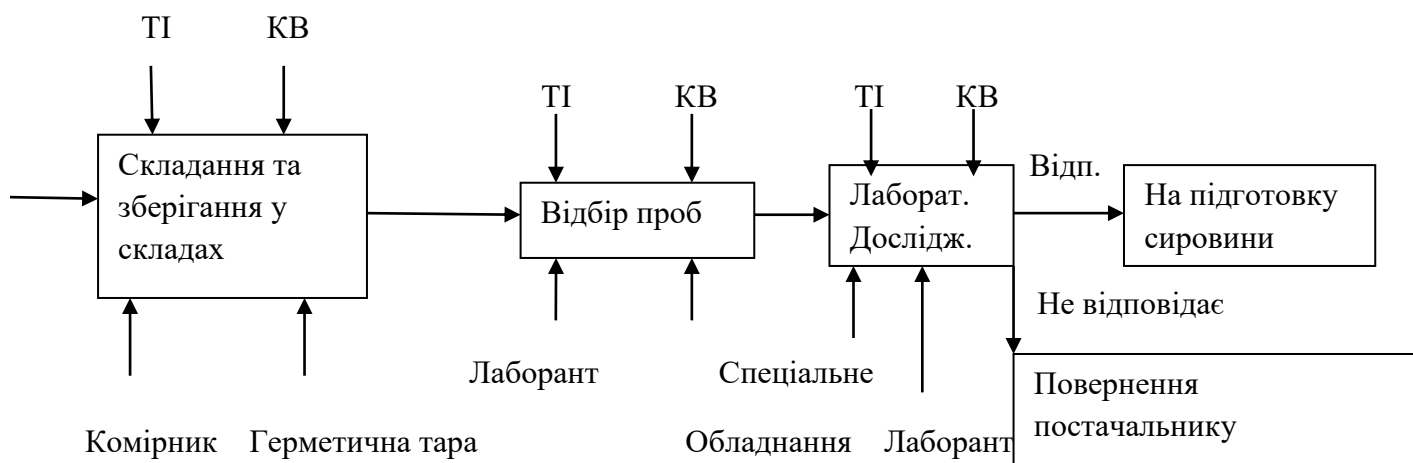 ТІ
КВ
ТІ
КВ
ТІ
КВ
Складання та
зберігання у
складах
Відбір проб
Лаборат.
Дослідж.
Відп.
На підготовку
сировини
Не відповідає
Лаборант
Спеціальне
Повернення
постачальнику
Комірник
Герметична тара
Обладнання
Лаборант